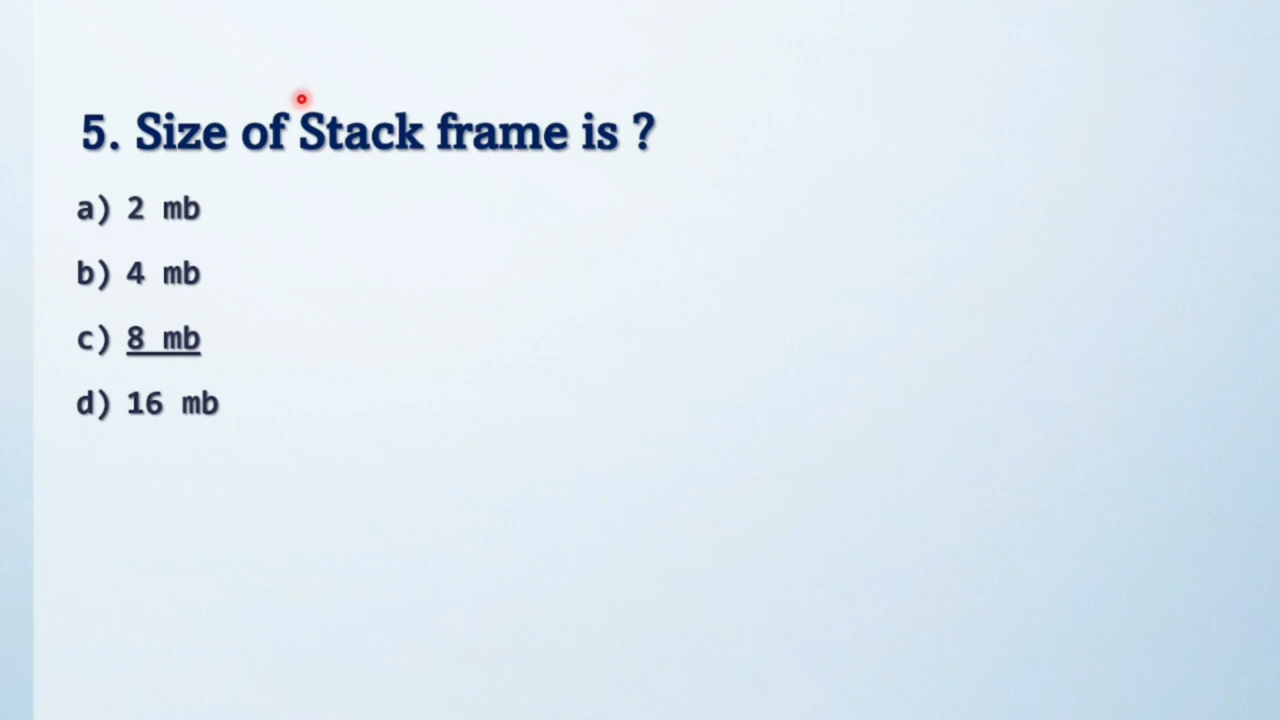 5. Size of Stack frame is ?
a) 2 mb
b) 4 mb
c) 8 mb
d) 16 mb